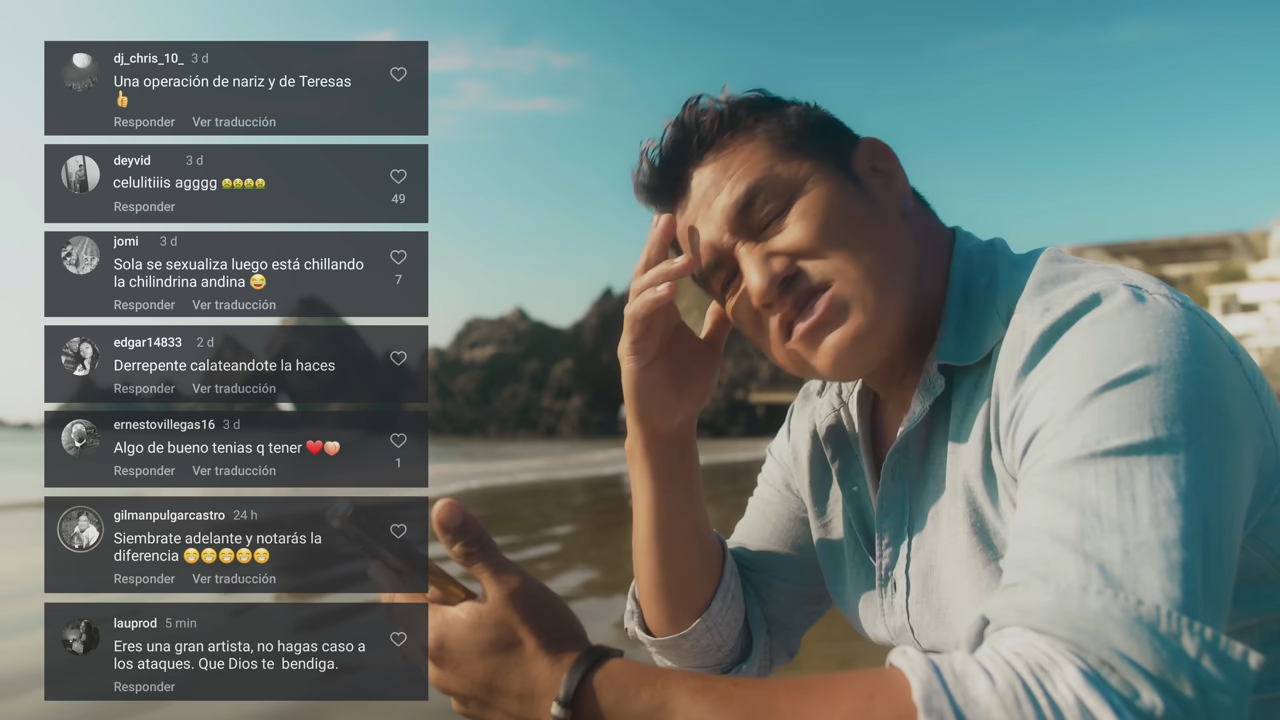 dj_chris_10_ 3 d
Una operación de nariz y de Teresas
👍
Responder Ver traducción
deyvid 3 d
celulitiiis agggg 🤢🤢🤢🤢
49
Responder
jomi 3 d
Sola se sexualiza luego está chillando
la chilindrina andina 😂
7
Responder Ver traducción
edgar14833 2 d
Derrepente calateandote la haces
Responder Ver traducción
ernestovillegas16 3 d
Algo de bueno tenias q tener ❤️🍑
1
Responder Ver traducción
gilmanpulgarcastro 24 h
Siembrate adelante y notarás la
diferencia 😁😁😁😁😁
Responder Ver traducción
lauprod 5 min
Eres una gran artista, no hagas caso a
los ataques. Que Dios te bendiga.
Responder